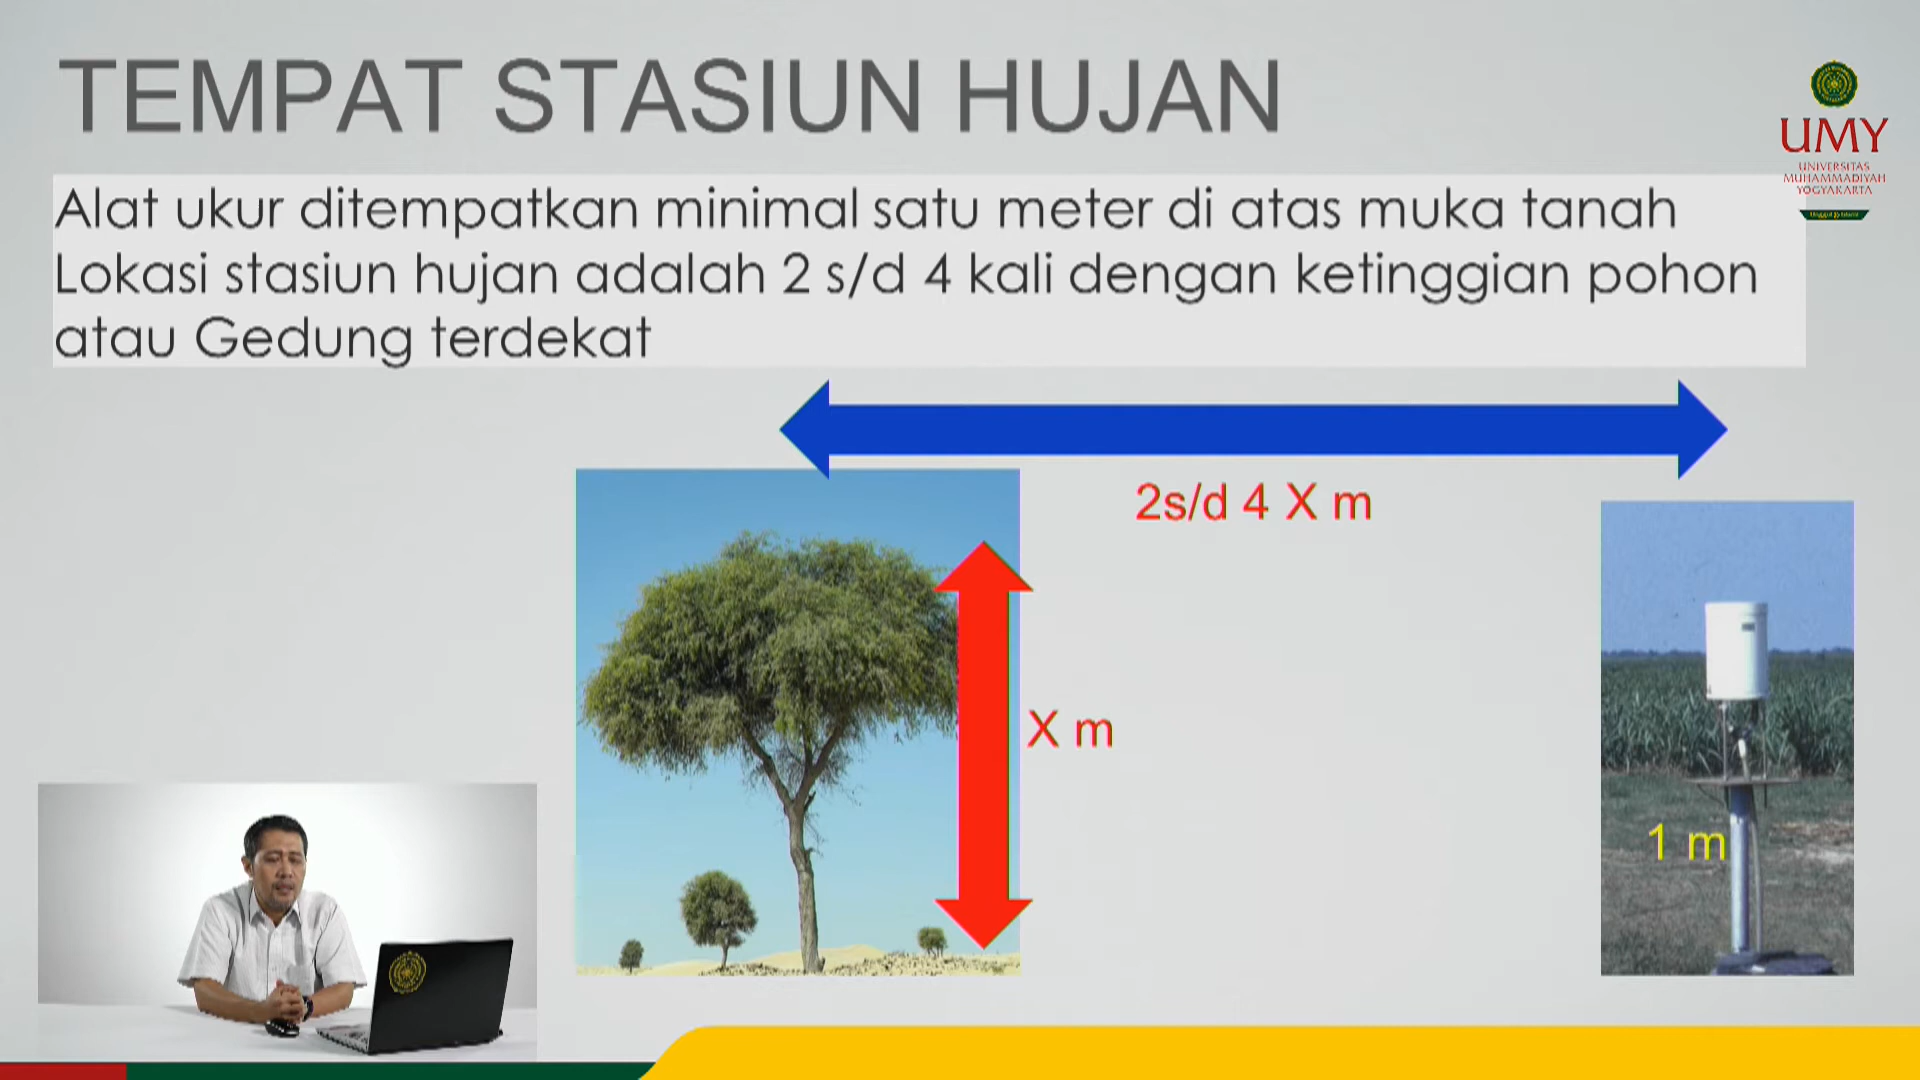 TEMPAT STASIUN HUJAN
UMY
UNIVERSITAS
MUHAMMADIYAH
YOGYAKARTA
Alat ukur ditempatkan minimal satu meter di atas muka tanah
Lokasi stasiun hujan adalah 2 s/d 4 kali dengan ketinggian pohon
atau Gedung terdekat
2s/d 4 X m
X m
1 m